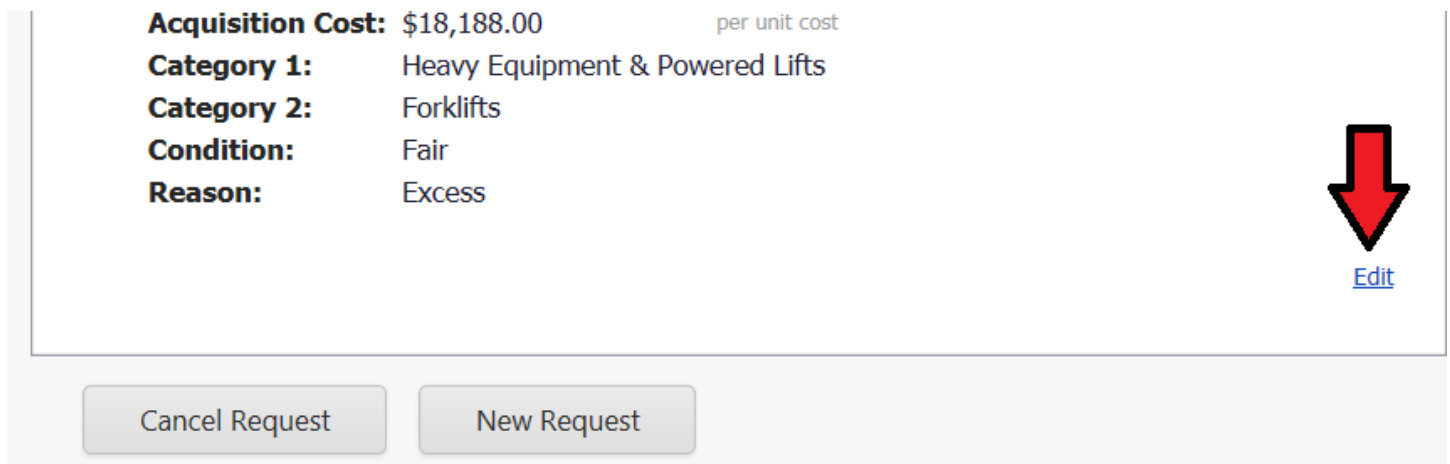 Acquisition Cost: $18,188.00 per unit cost
Category 1: Heavy Equipment & Powered Lifts
Category 2: Forklifts
Condition: Fair
Reason: Excess
Edit
Cancel Request New Request